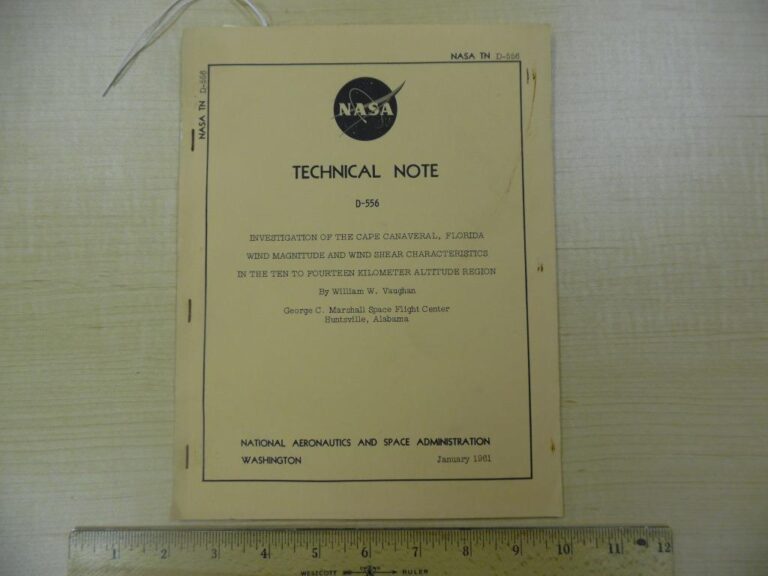 NASA TN D-556
NASA TN D-556
NASA
TECHNICAL NOTE
D-556
INVESTIGATION OF THE CAPE CANAVERAL, FLORIDA
WIND MAGNITUDE AND WIND SHEAR CHARACTERISTICS
IN THE TEN TO FOURTEEN KILOMETER ALTITUDE REGION
By William W. Vaughan
George C. Marshall Space Flight Center
Huntsville, Alabama
NATIONAL AERONAUTICS AND SPACE ADMINISTRATION
WASHINGTON January 1961
1 2 3 4 5 6 7 8 9 10 11 12
WESTCOTT RULER